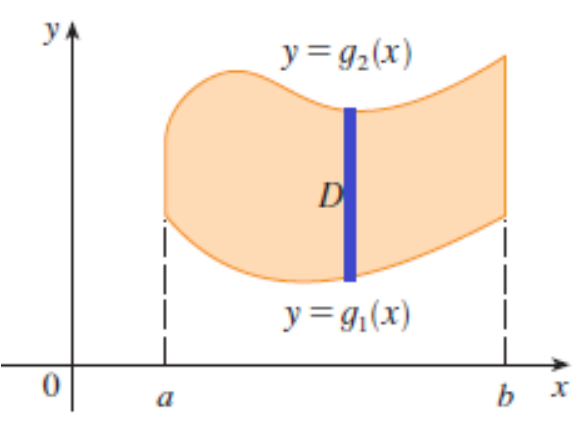 y
y = g₂(x)
D
y = g₁(x)
0
a
b
x